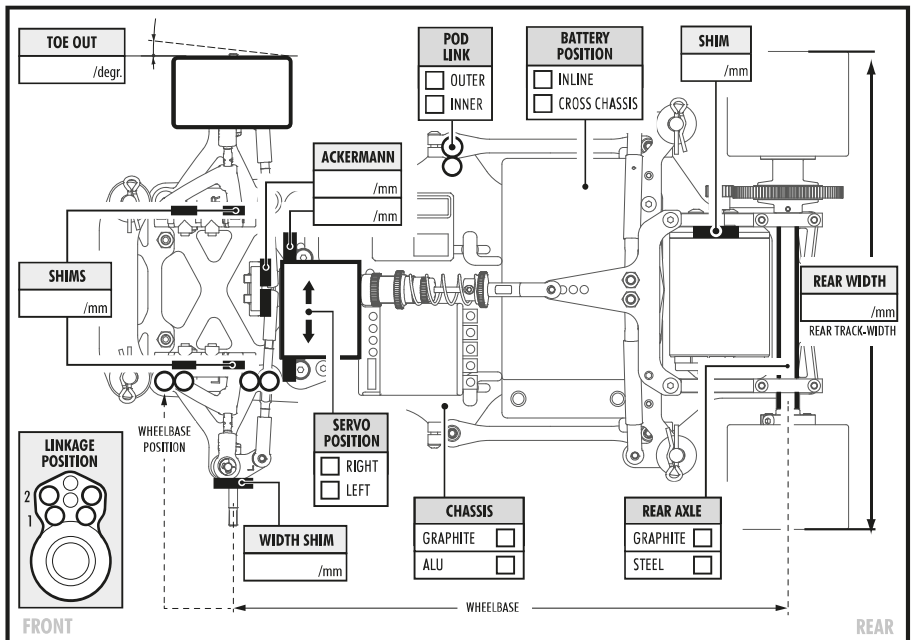 TOE OUT
/degr.
POD
LINK
OUTER
INNER
BATTERY
POSITION
INLINE
CROSS CHASSIS
SHIM
/mm
ACKERMANN
/mm
/mm
SHIMS
/mm
REAR WIDTH
/mm
REAR TRACK-WIDTH
WHEELBASE
POSITION
SERVO
POSITION
RIGHT
LEFT
LINKAGE
POSITION
2
1
WIDTH SHIM
/mm
CHASSIS
GRAPHITE
ALU
REAR AXLE
GRAPHITE
STEEL
WHEELBASE
FRONT
REAR